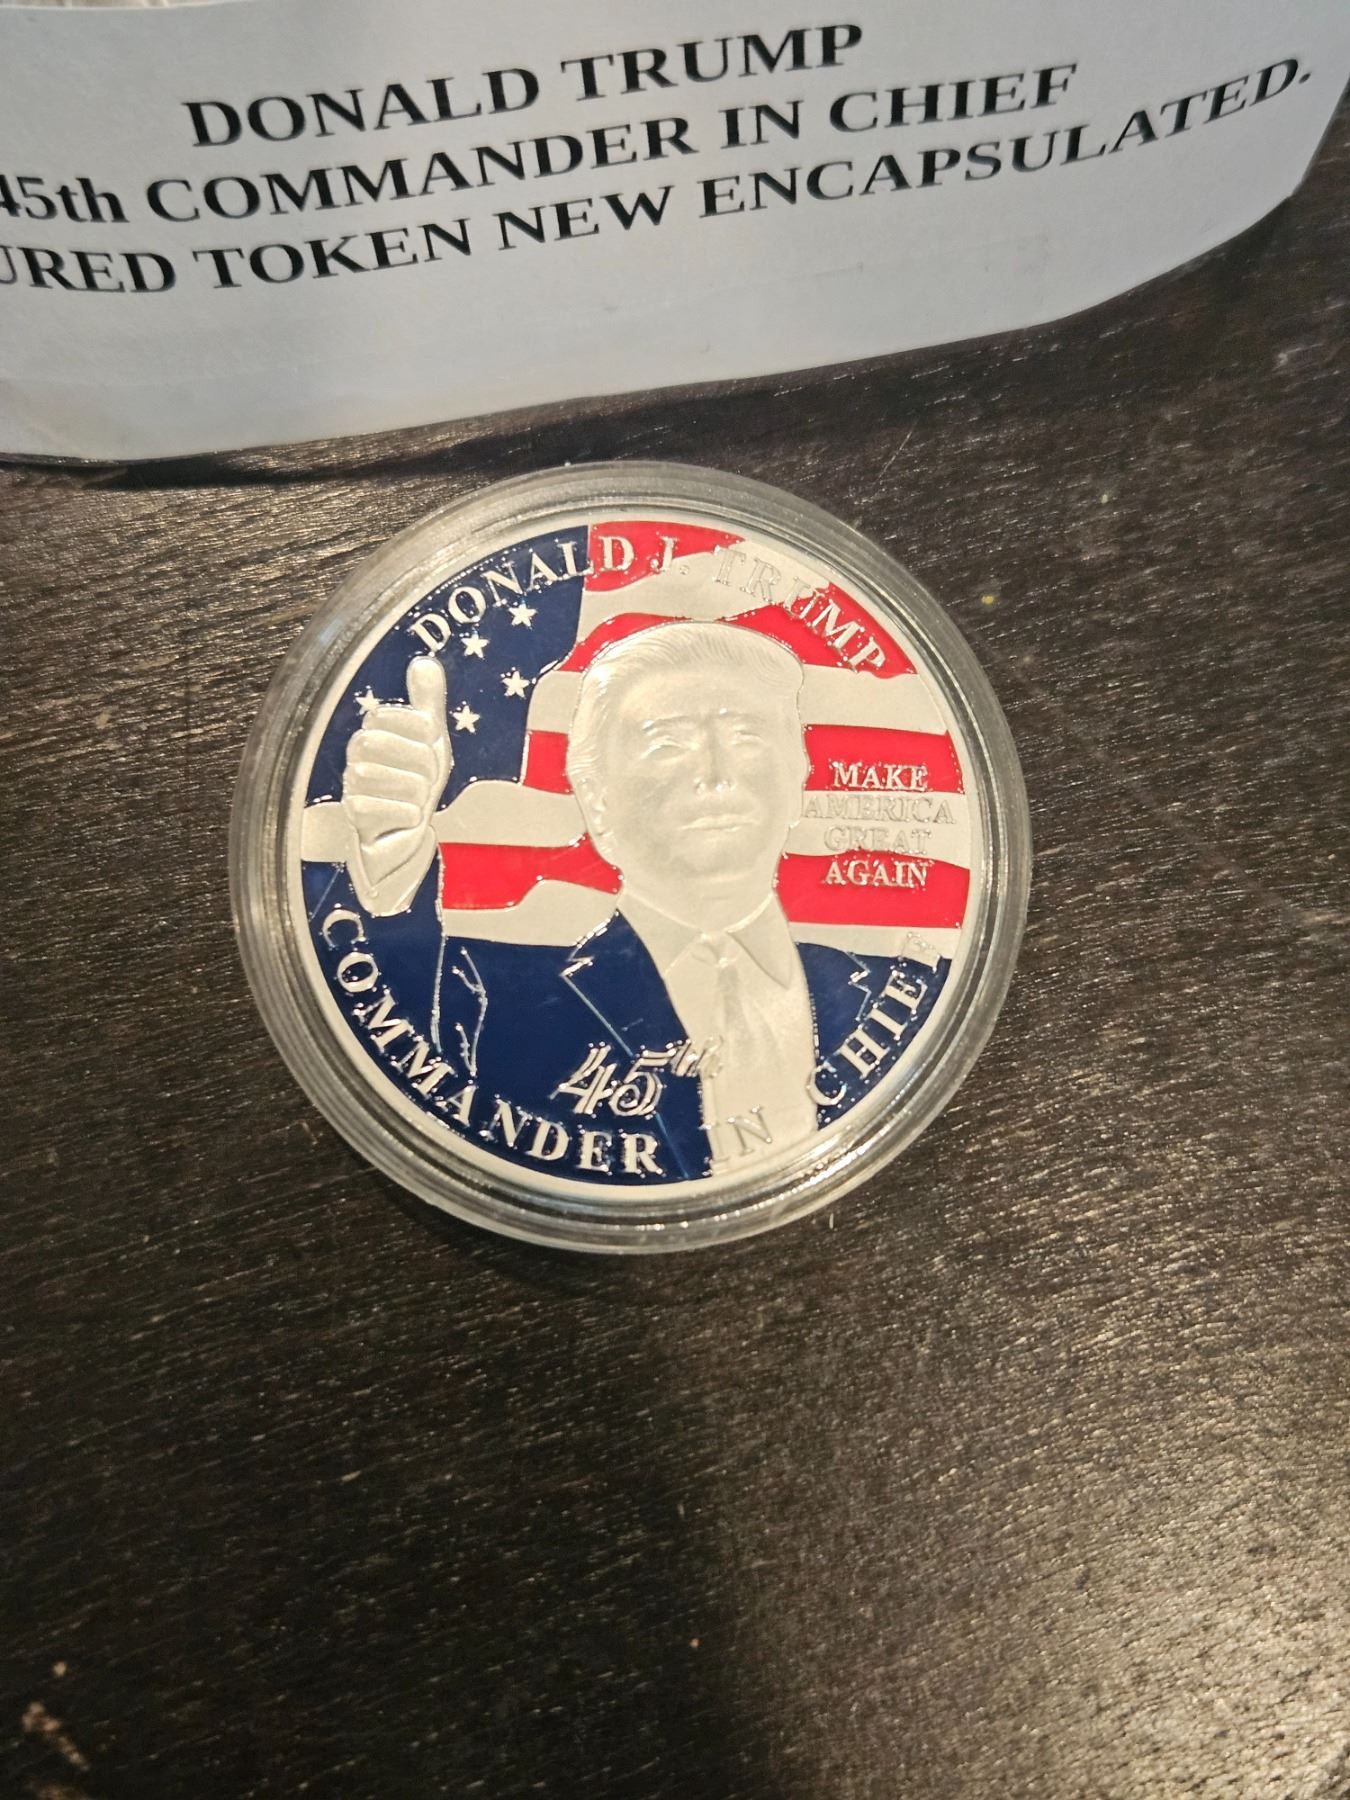 DONALD TRUMP
45th COMMANDER IN CHIEF
URED TOKEN NEW ENCAPSULATED.
DONALD J. TRUMP
MAKE
AMERICA
GREAT
AGAIN
45th
COMMANDER IN CHIEF